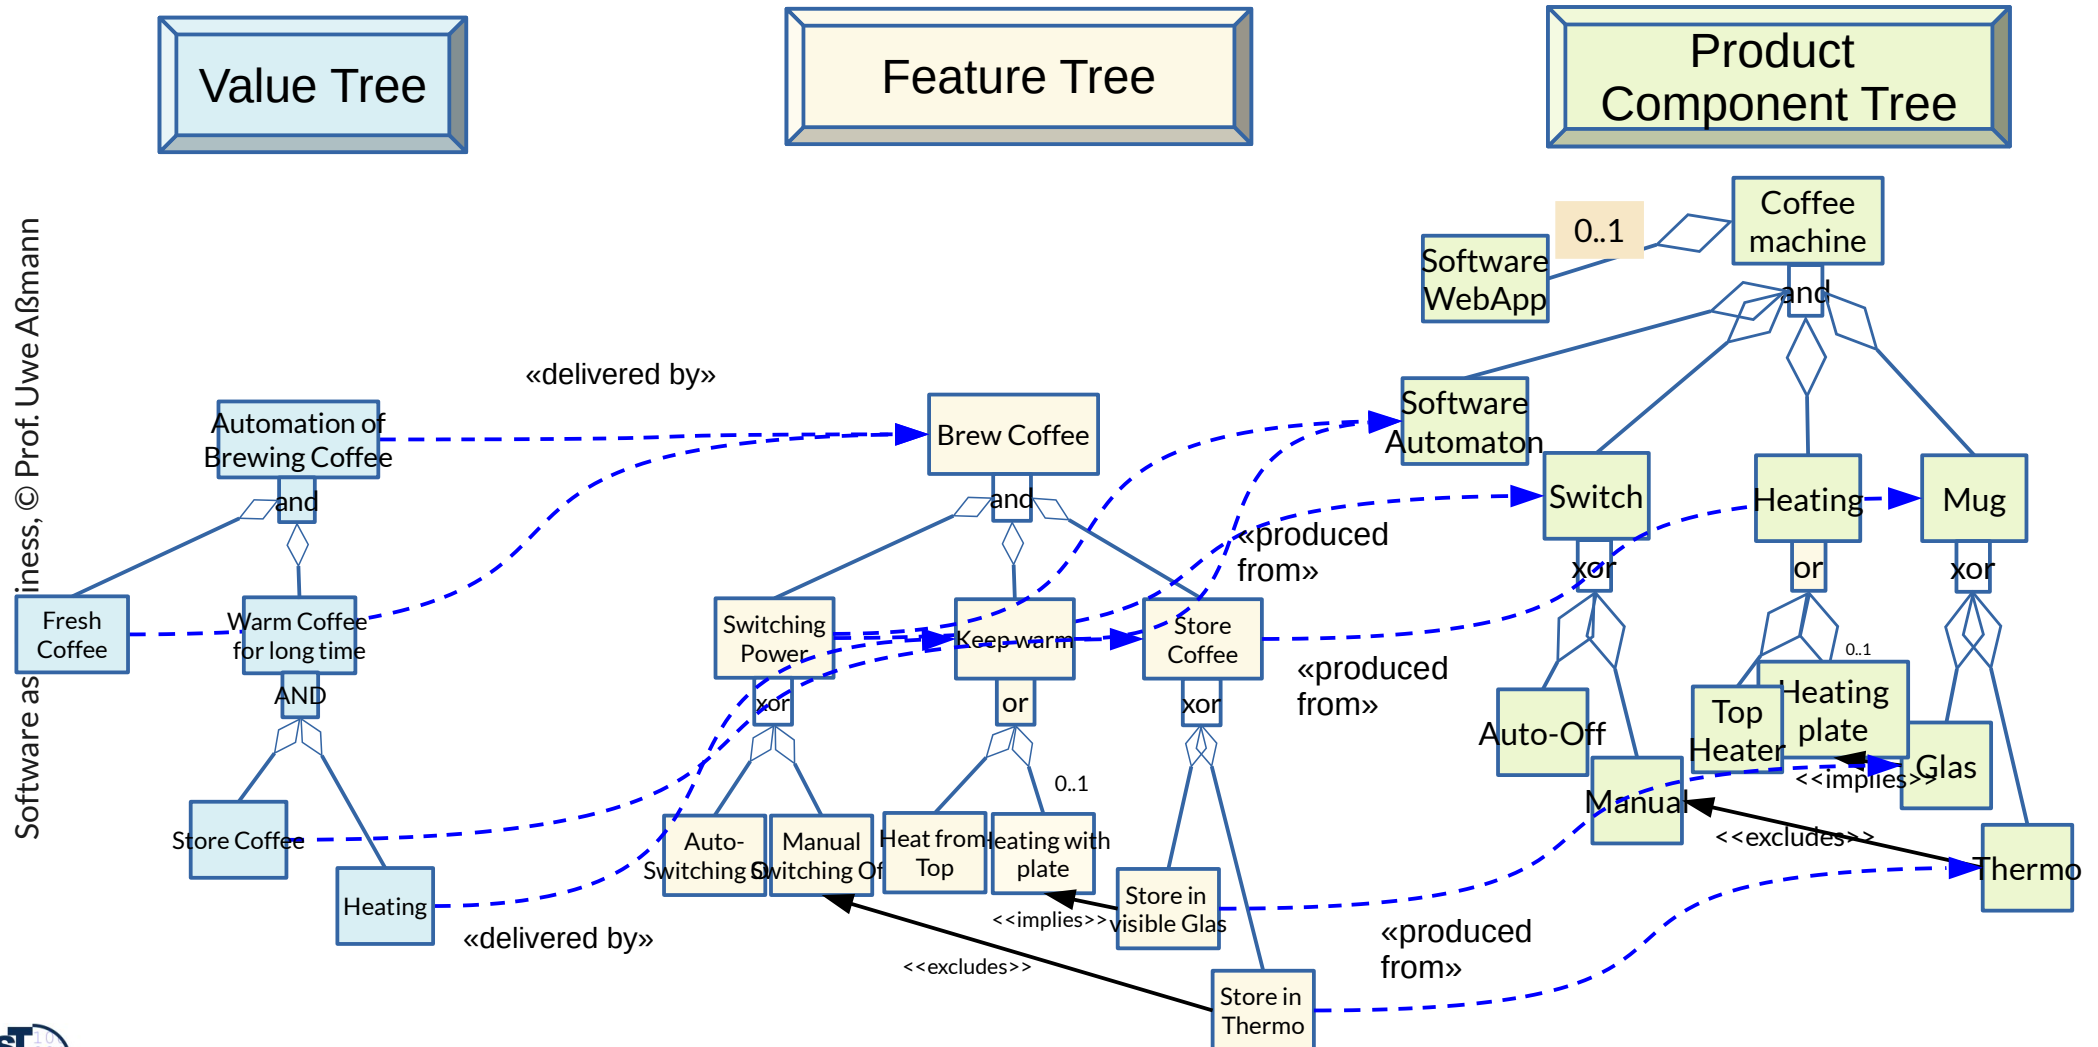 Value Tree
Feature Tree
Product
Component Tree
Software as
iness, © Prof. Uwe Aßmann
Coffee
machine
0..1
Software
WebApp
and
«delivered by»
Automation of
Brewing Coffee
and
Brew Coffee
and
Software
Automaton
Switch
Heating
Mug
«produced
from»
xor
or
xor
Fresh
Coffee
Warm Coffee
for long time
AND
Switching
Power
Keep warm
Store
Coffee
xor
or
xor
«produced
from»
0..1
Auto-Off
Top
Heater
Heating
plate
Glas
<<implies>>
Manual
<<excludes>>
Thermo
Store Coffee
Heating
«delivered by»
Auto-
Switching
Manual
Switching Of
Heat from
Top
0..1
eating with
plate
<<implies>>
Store in
visible Glas
<<excludes>>
Store in
Thermo
«produced
from»
ST